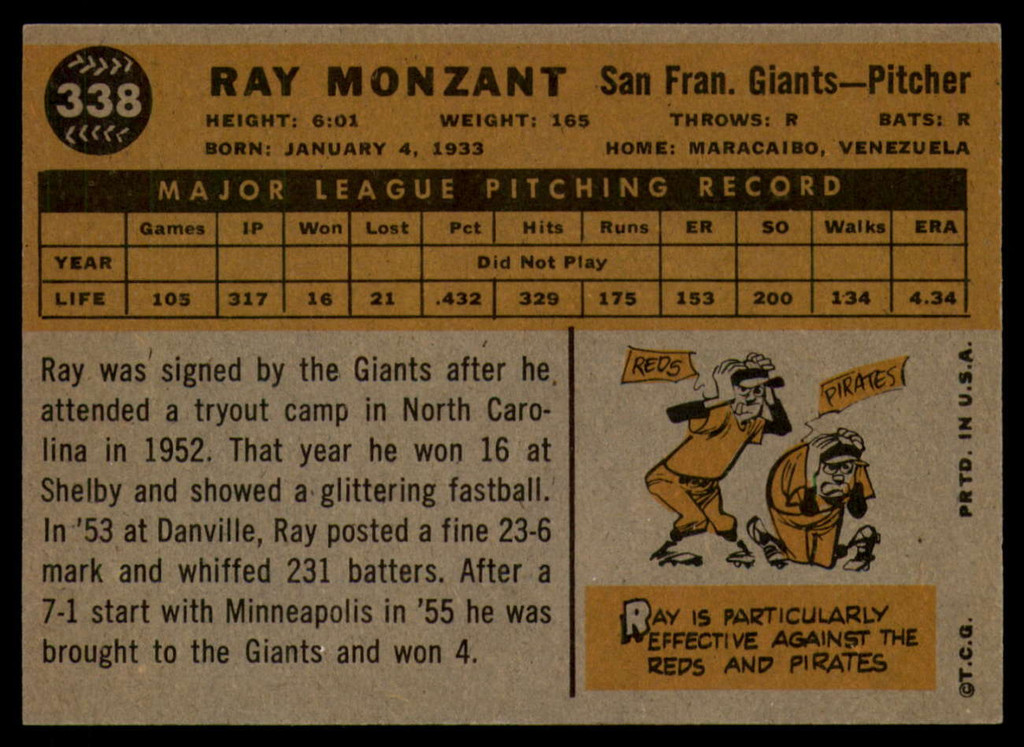 338
RAY MONZANT San Fran. Giants—Pitcher
HEIGHT: 6:01 WEIGHT: 165 THROWS: R BATS: R
BORN: JANUARY 4, 1933 HOME: MARACAIBO, VENEZUELA
MAJOR LEAGUE PITCHING RECORD
Games IP Won Lost Pct Hits Runs ER SO Walks ERA
YEAR Did Not Play
LIFE 105 317 16 21 .432 329 175 153 200 134 4.34
Ray was signed by the Giants after he
attended a tryout camp in North Caro-
lina in 1952. That year he won 16 at
Shelby and showed a glittering fastball.
In '53 at Danville, Ray posted a fine 23-6
mark and whiffed 231 batters. After a
7-1 start with Minneapolis in '55 he was
brought to the Giants and won 4.
REDS
PIRATES
RAY IS PARTICULARLY
EFFECTIVE AGAINST THE
REDS AND PIRATES
©T.C.G. PRTD. IN U.S.A.